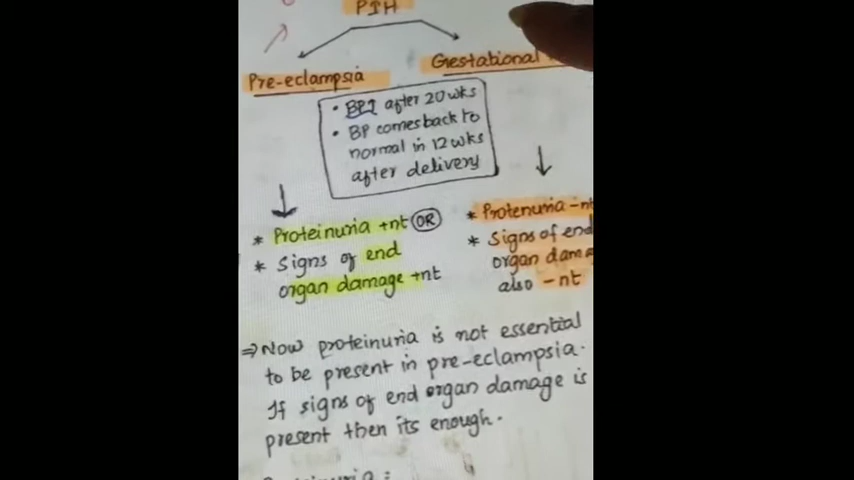 PIH
Pre-eclampsia
Gestational
• BP↑ after 20 wks
• BP comes back to
normal in 12 wks
after delivery
* Proteinuria +nt OR
* Signs of end
organ damage +nt
* Protenuria -nt
* Signs of end
organ dama
also -nt
⇒ Now proteinuria is not essential
to be present in pre-eclampsia.
If signs of end organ damage is
present then its enough.